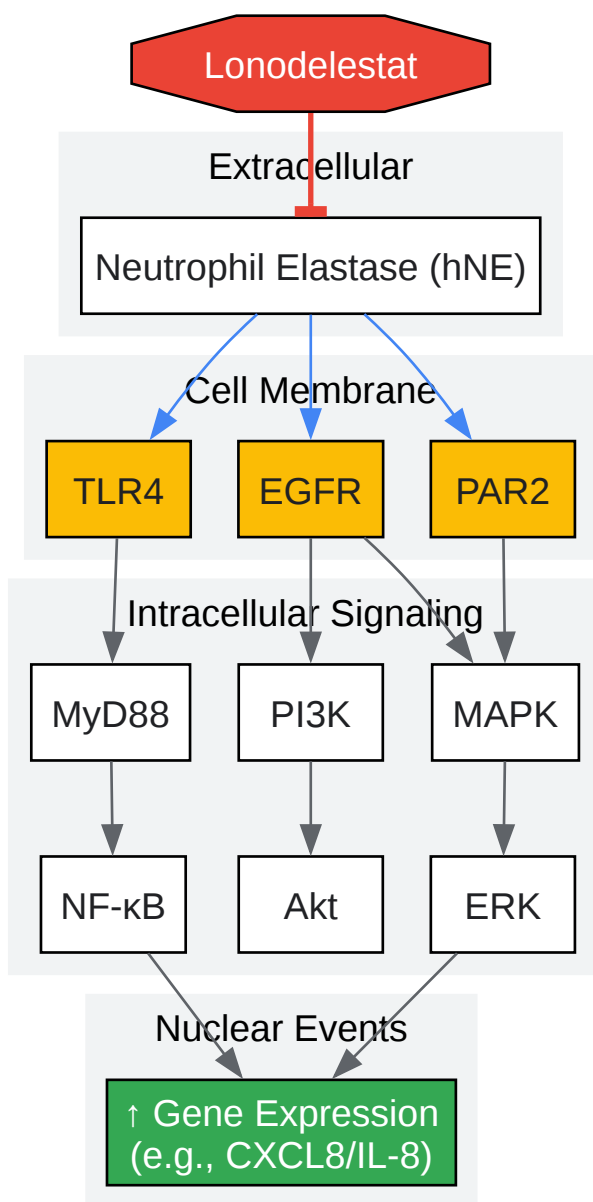 Lonodelestat
Extracellular
Neutrophil Elastase (hNE)
Cell Membrane
TLR4
EGFR
PAR2
Intracellular Signaling
MyD88
PI3K
MAPK
NF-κB
Akt
ERK
Nuclear Events
↑ Gene Expression
(e.g., CXCL8/IL-8)